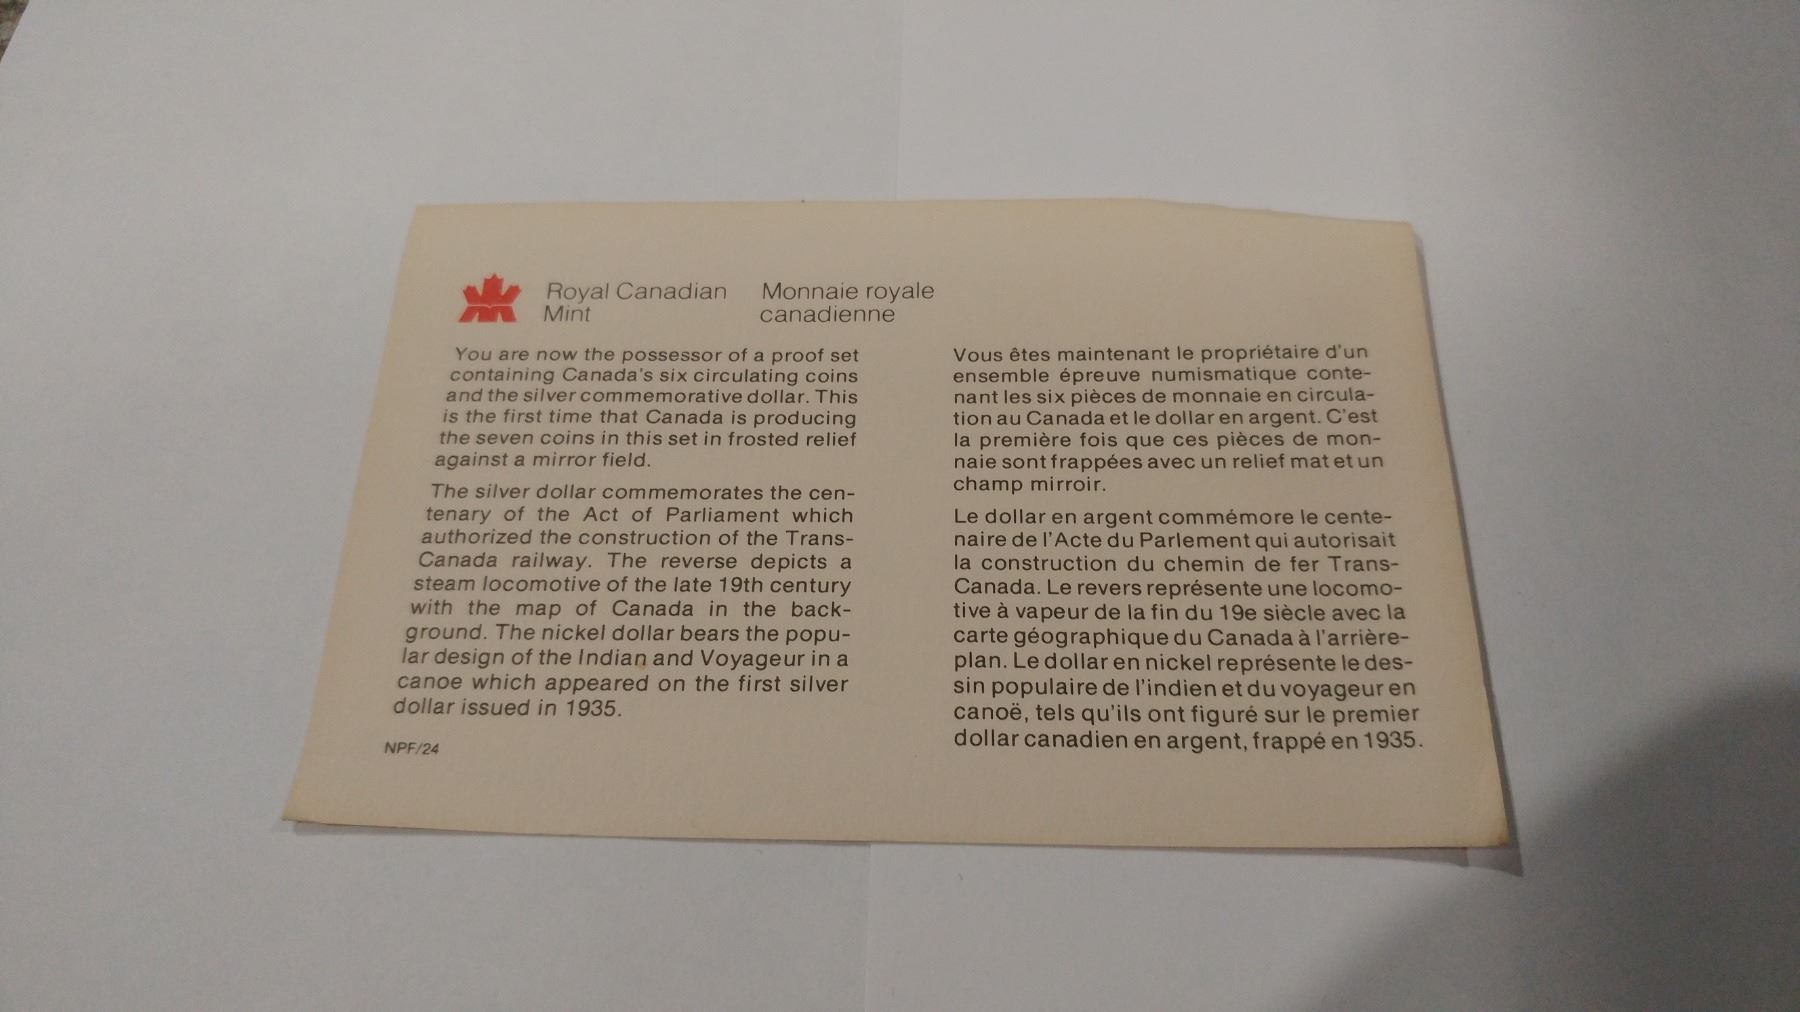 Royal Canadian
Mint
Monnaie royale
canadienne
You are now the possessor of a proof set
containing Canada's six circulating coins
and the silver commemorative dollar. This
is the first time that Canada is producing
the seven coins in this set in frosted relief
against a mirror field.
The silver dollar commemorates the cen-
tenary of the Act of Parliament which
authorized the construction of the Trans-
Canada railway. The reverse depicts a
steam locomotive of the late 19th century
with the map of Canada in the back-
ground. The nickel dollar bears the popu-
lar design of the Indian and Voyageur in a
canoe which appeared on the first silver
dollar issued in 1935.
NPF/24
Vous êtes maintenant le propriétaire d'un
ensemble épreuve numismatique conte-
nant les six pièces de monnaie en circula-
tion au Canada et le dollar en argent. C'est
la première fois que ces pièces de mon-
naie sont frappées avec un relief mat et un
champ mirroir.
Le dollar en argent commémore le cente-
naire de l'Acte du Parlement qui autorisait
la construction du chemin de fer Trans-
Canada. Le revers représente une locomo-
tive à vapeur de la fin du 19e siècle avec la
carte géographique du Canada à l'arrière-
plan. Le dollar en nickel représente le des-
sin populaire de l'indien et du voyageur en
canoë, tels qu'ils ont figuré sur le premier
dollar canadien en argent, frappé en 1935.